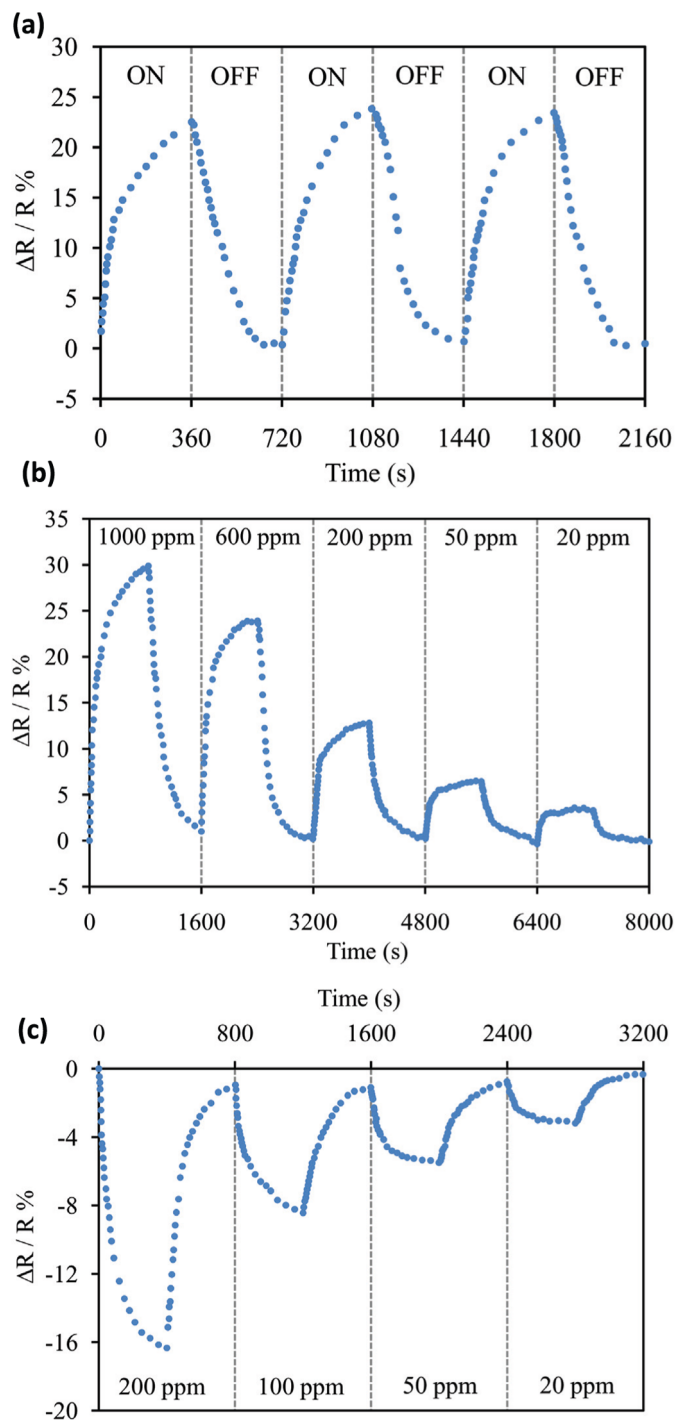 (a)
30
25
20
15
10
5
0
-5
ΔR / R %
ON OFF ON OFF ON OFF
0 360 720 1080 1440 1800 2160
Time (s)
(b)
35
30
25
20
15
10
5
0
-5
ΔR / R %
1000 ppm 600 ppm 200 ppm 50 ppm 20 ppm
0 1600 3200 4800 6400 8000
Time (s)
(c)
Time (s)
0 800 1600 2400 3200
0
-4
-8
-12
-16
-20
ΔR / R %
200 ppm 100 ppm 50 ppm 20 ppm